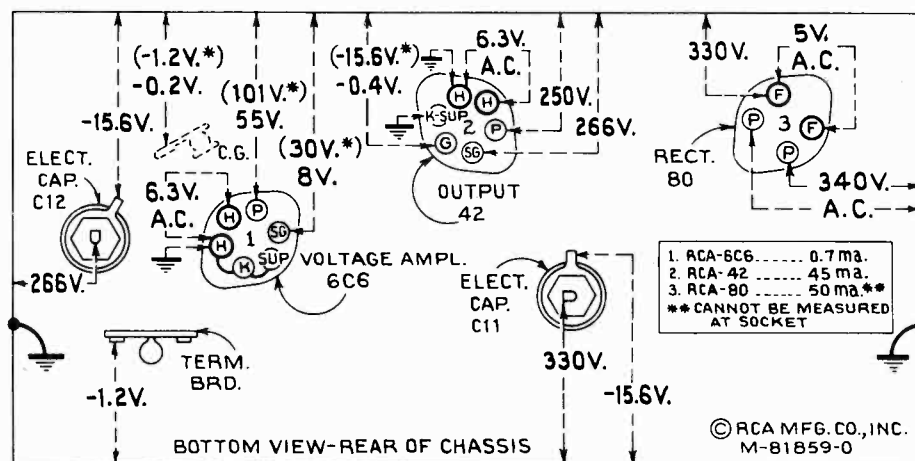 (-1.2V.*)
-0.2V.
-15.6V.
(101V.*)
55V.
(-15.6V.*)
-0.4V.
6.3V.
A.C.
250V.
266V.
330V.
5V.
A.C.
C.G.
(30V.*)
8V.
ELECT.
CAP.
C12
6.3V.
A.C.
H
P
H
SG
1
K
SUP
VOLTAGE AMPL.
6C6
H
H
K-SUP
2
P
G
SG
OUTPUT
42
F
P
3
F
P
RECT.
80
340V.
A.C.
266V.
ELECT.
CAP.
C11
1. RCA-6C6...... 0.7 ma.
2. RCA-42 ...... 45 ma.
3. RCA-80 ...... 50 ma.**
** CANNOT BE MEASURED
AT SOCKET
TERM.
BRD.
-1.2V.
330V.
-15.6V.
BOTTOM VIEW-REAR OF CHASSIS
© RCA MFG. CO., INC.
M-81859-0